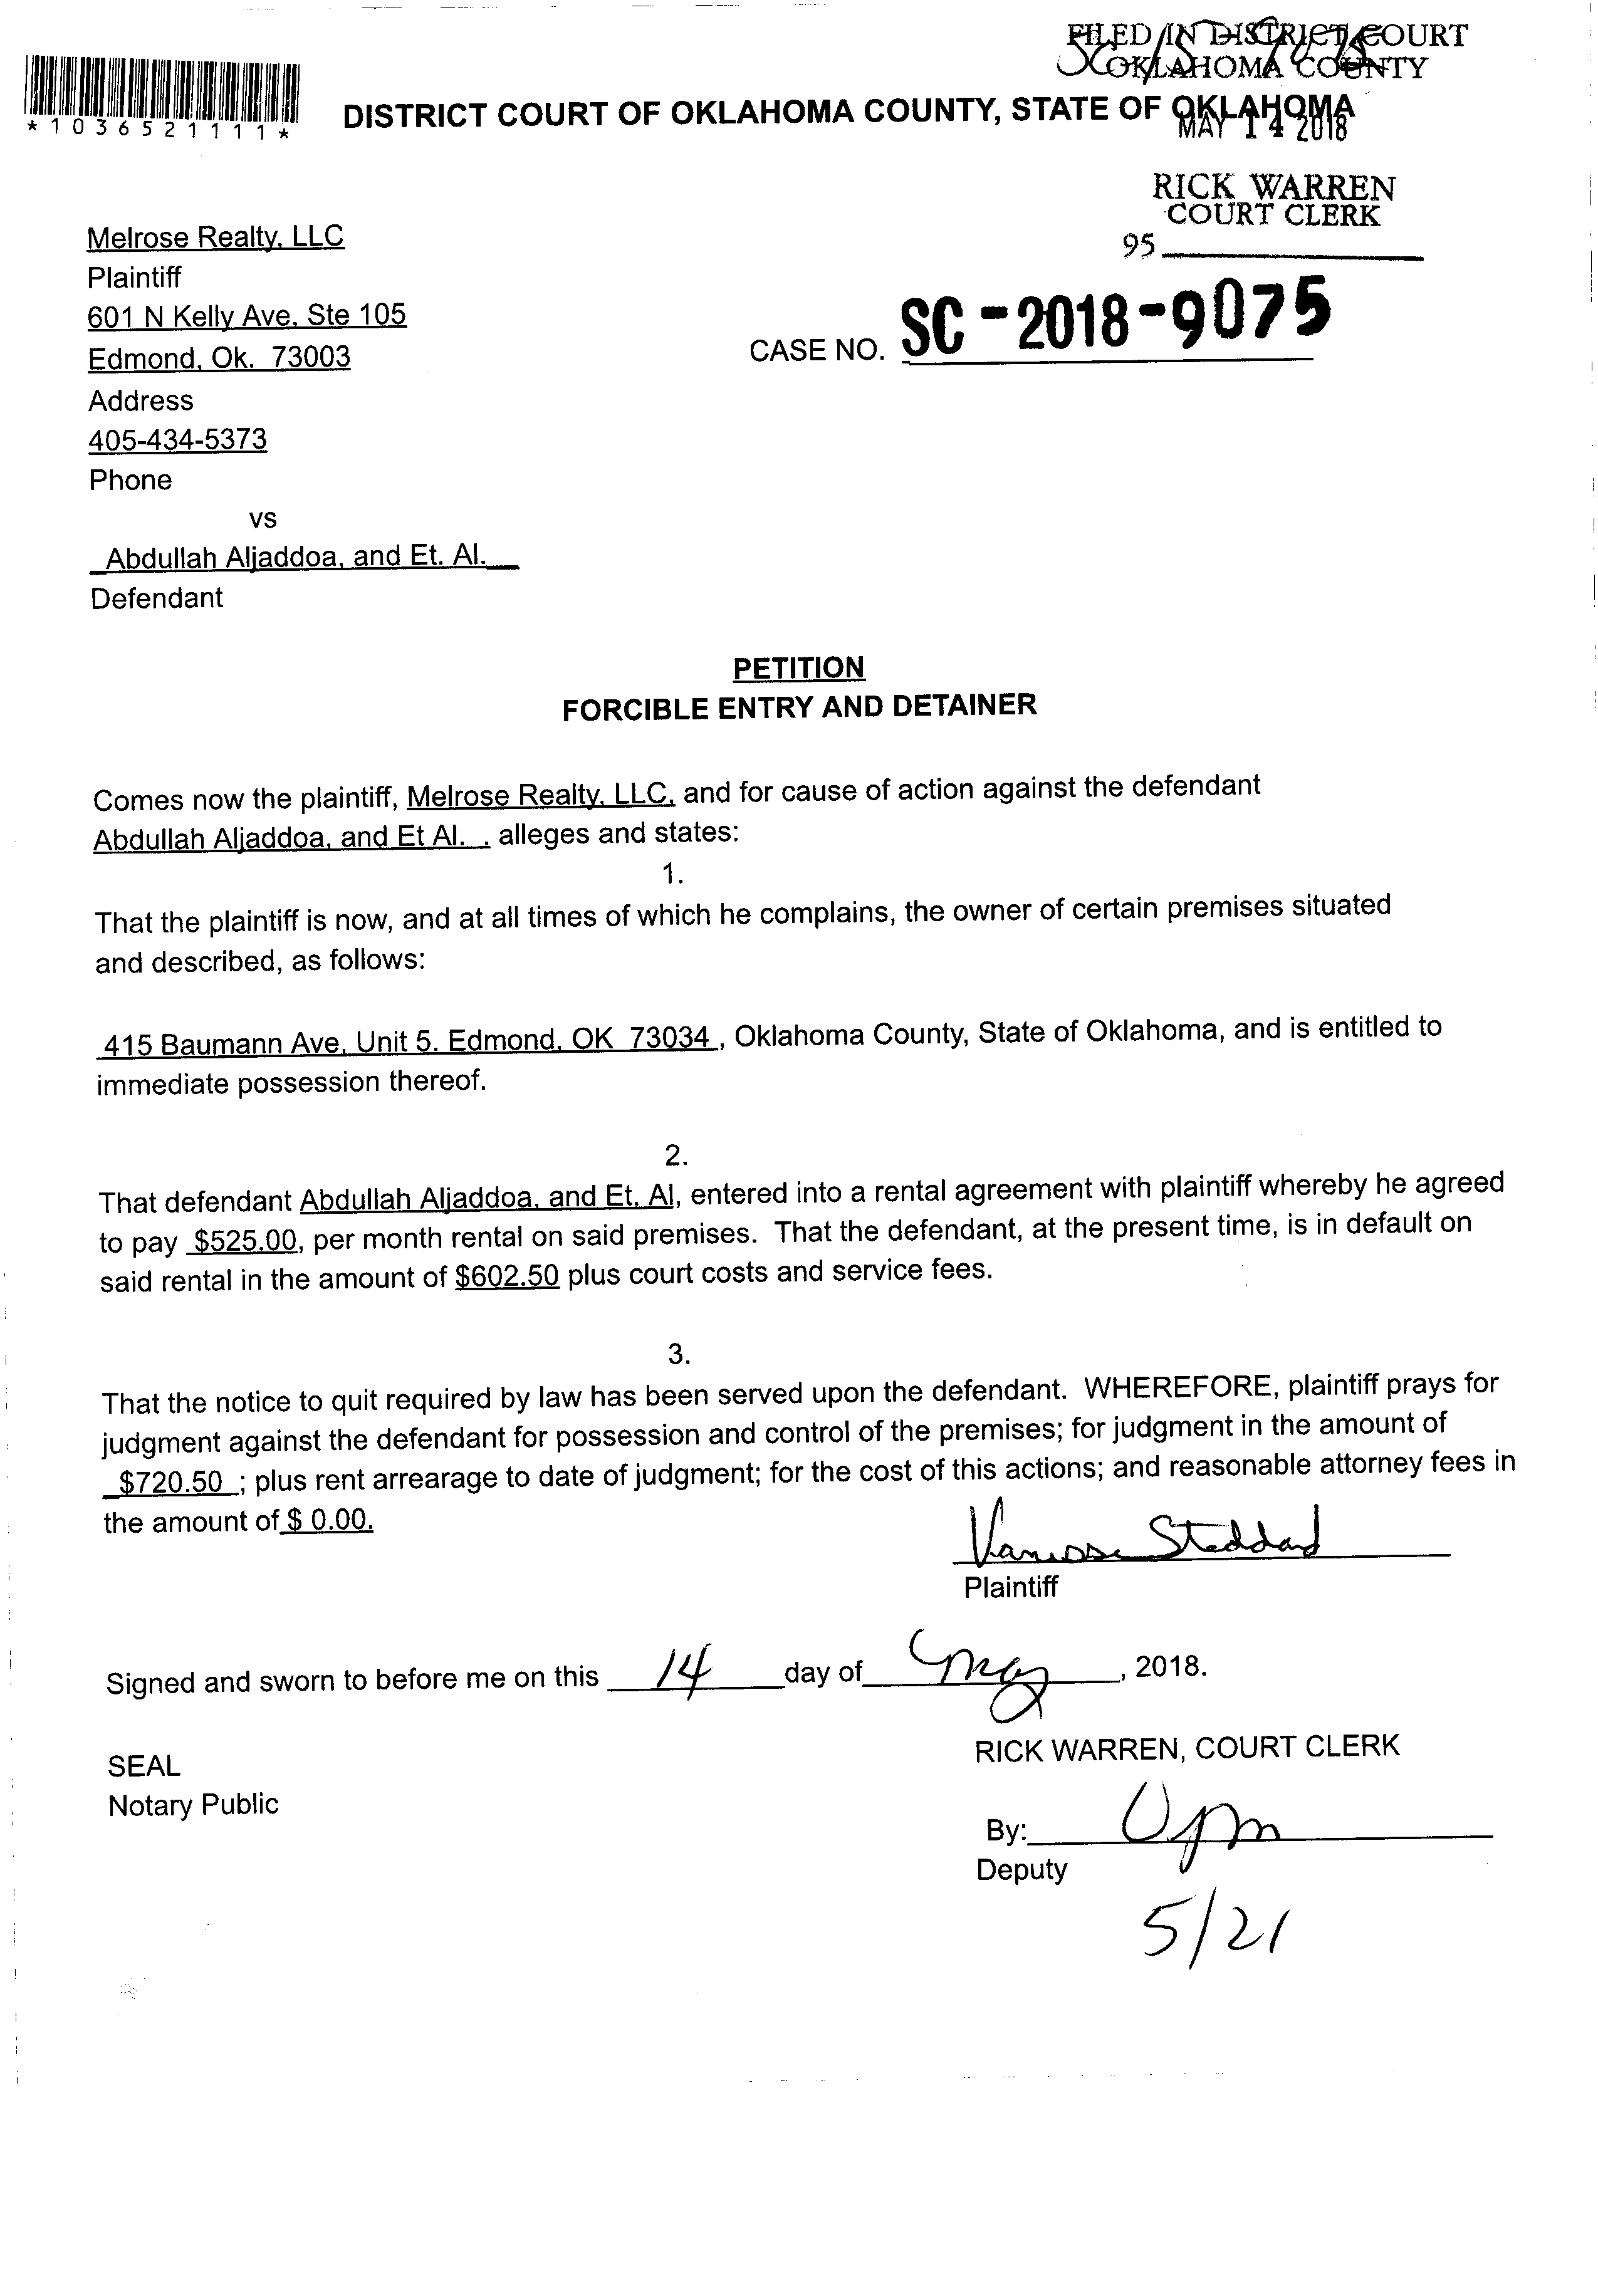 FILED IN DISTRICT COURT
OKLAHOMA COUNTY
*1036521111*
DISTRICT COURT OF OKLAHOMA COUNTY, STATE OF OKLAHOMA
MAY 14 2018
RICK WARREN
COURT CLERK
95
Melrose Realty, LLC
Plaintiff
601 N Kelly Ave, Ste 105
CASE NO. SC-2018-9075
Edmond, Ok. 73003
Address
405-434-5373
Phone
vs
Abdullah Aljaddoa, and Et. Al.
Defendant
PETITION
FORCIBLE ENTRY AND DETAINER
Comes now the plaintiff, Melrose Realty, LLC, and for cause of action against the defendant
Abdullah Aljaddoa, and Et Al. . alleges and states:
1.
That the plaintiff is now, and at all times of which he complains, the owner of certain premises situated
and described, as follows:
415 Baumann Ave, Unit 5. Edmond, OK 73034 , Oklahoma County, State of Oklahoma, and is entitled to
immediate possession thereof.
2.
That defendant Abdullah Aljaddoa, and Et. Al, entered into a rental agreement with plaintiff whereby he agreed
to pay $525.00, per month rental on said premises. That the defendant, at the present time, is in default on
said rental in the amount of $602.50 plus court costs and service fees.
3.
That the notice to quit required by law has been served upon the defendant. WHEREFORE, plaintiff prays for
judgment against the defendant for possession and control of the premises; for judgment in the amount of
$720.50 ; plus rent arrearage to date of judgment; for the cost of this actions; and reasonable attorney fees in
the amount of $ 0.00.
Plaintiff
Signed and sworn to before me on this 14 day of May, 2018.
SEAL
RICK WARREN, COURT CLERK
Notary Public
By:
Deputy
5/21